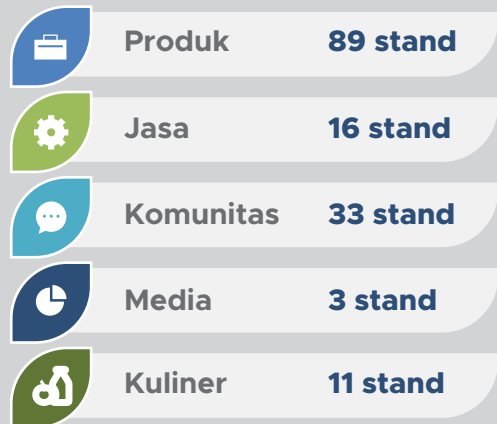 Produk 89 stand
Jasa 16 stand
Komunitas 33 stand
Media 3 stand
Kuliner 11 stand